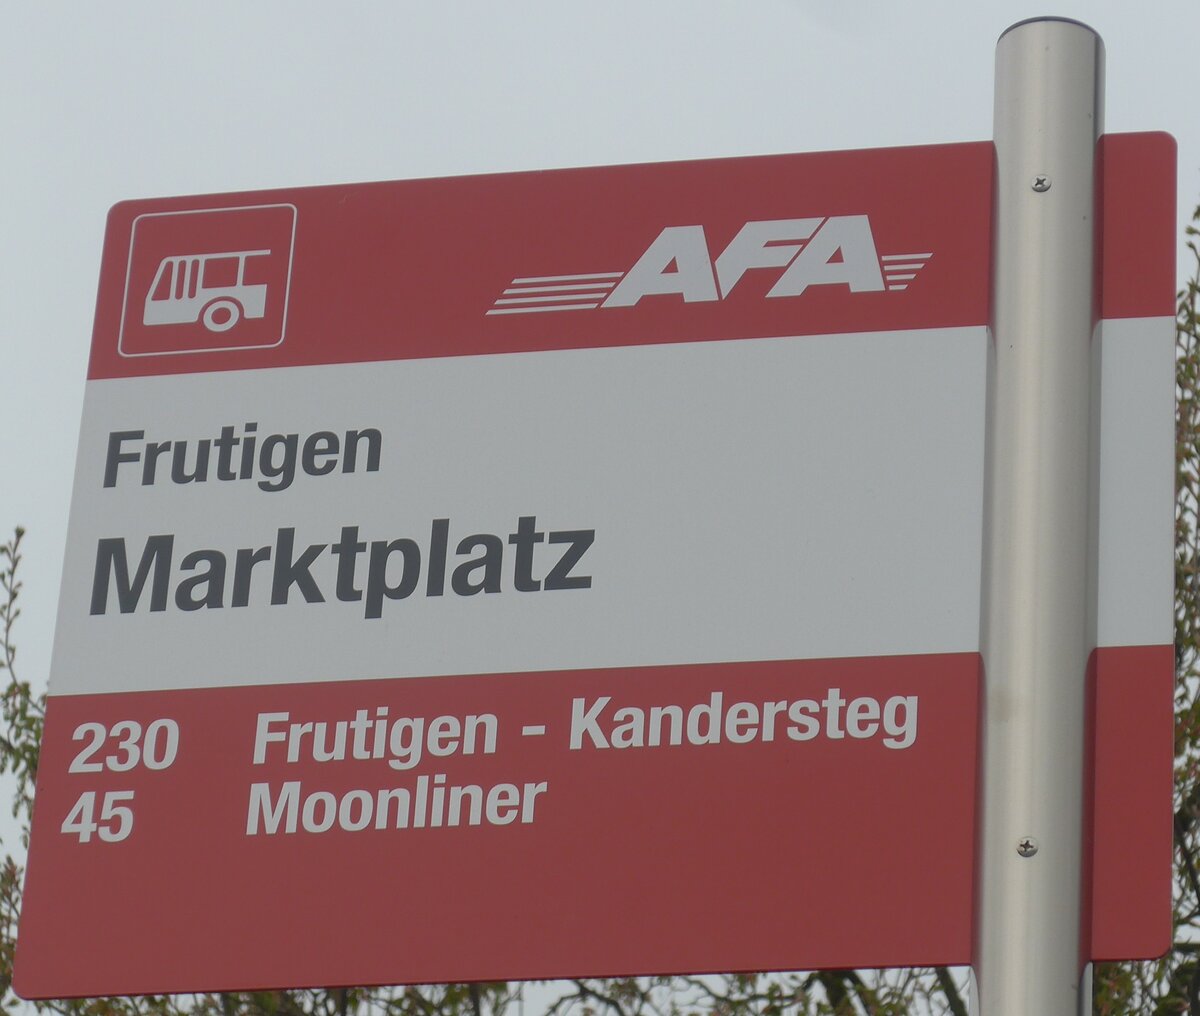 AFA
Frutigen
Marktplatz
230 Frutigen - Kandersteg
45 Moonliner